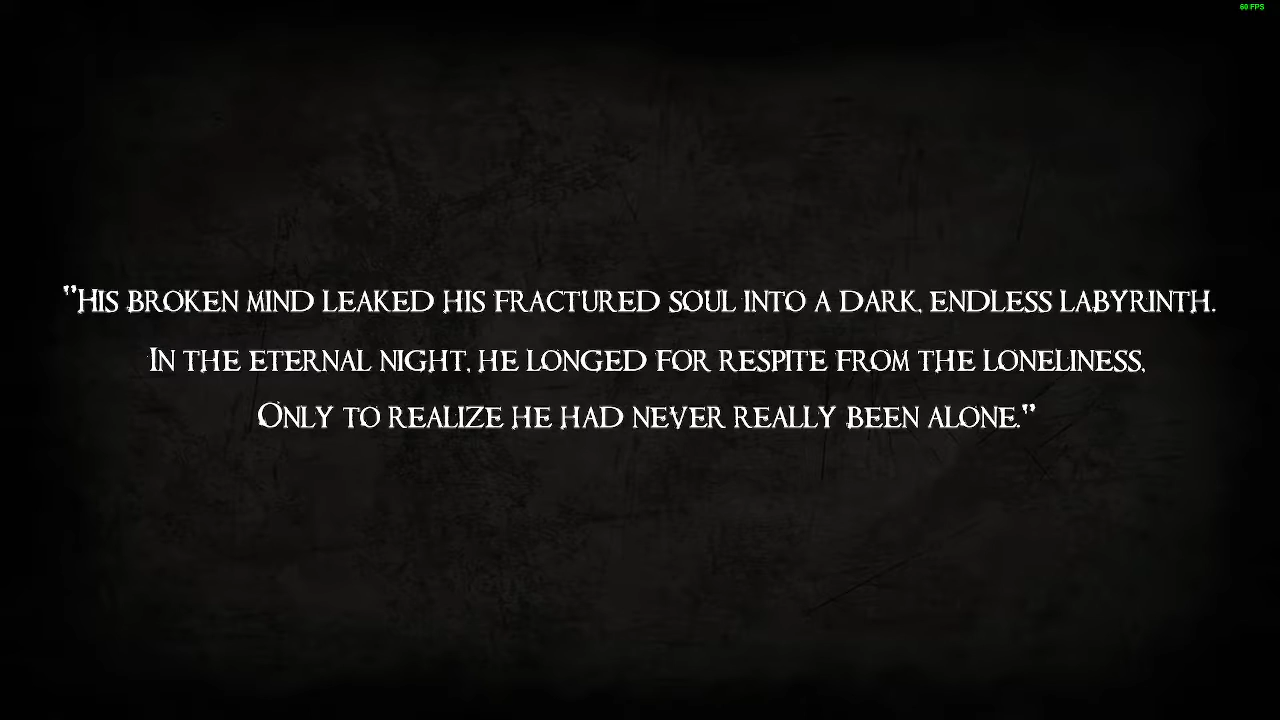 60 FPS
"His broken mind leaked his fractured soul into a dark, endless labyrinth.
In the eternal night, he longed for respite from the loneliness,
Only to realize he had never really been alone."